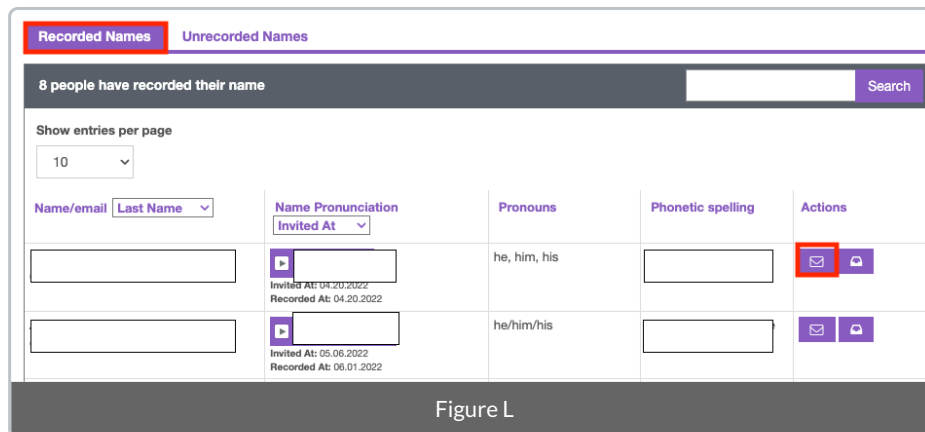 Recorded Names Unrecorded Names
8 people have recorded their name Search
Show entries per page
10
Name/email Last Name Name Pronunciation Pronouns Phonetic spelling Actions
Invited At
he, him, his
Invited At: 04.20.2022
Recorded At: 04.20.2022
he/him/his
Invited At: 05.06.2022
Recorded At: 06.01.2022
Figure L